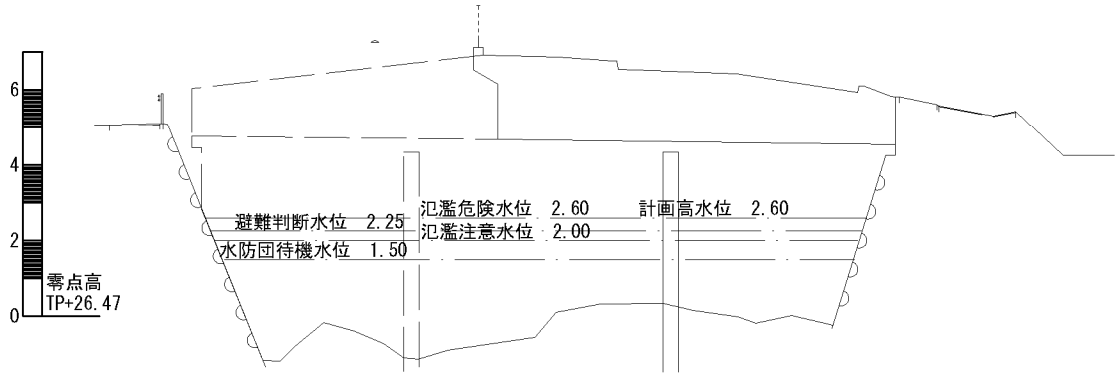 6
4
氾濫危険水位 2.60
計画高水位 2.60
避難判断水位 2.25
氾濫注意水位 2.00
2
水防団待機水位 1.50
零点高
TP+26.47
0